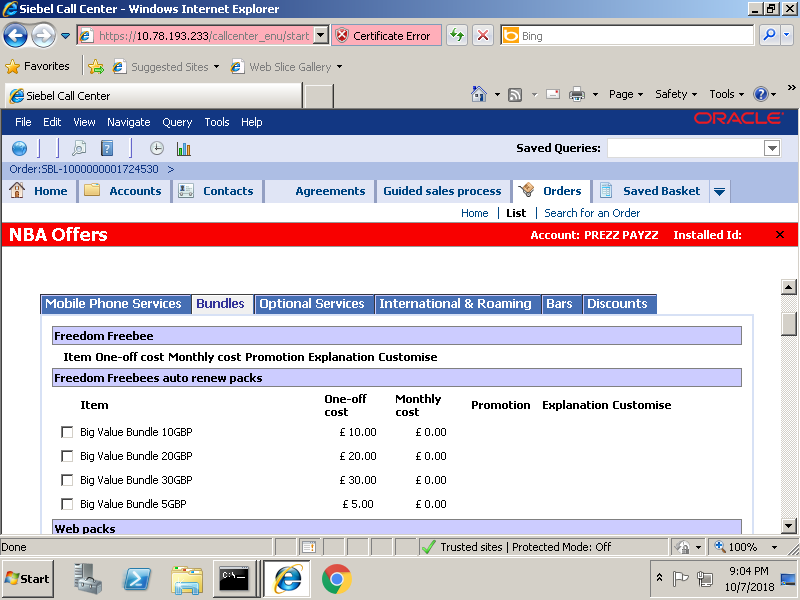 Siebel Call Center - Windows Internet Explorer
https://10.78.193.233/callcenter_enu/start
Certificate Error
Bing
Favorites
Suggested Sites
Web Slice Gallery
Siebel Call Center
Page
Safety
Tools
File Edit View Navigate Query Tools Help
ORACLE
Saved Queries:
Order:SBL-1000000001724530 >
Home
Accounts
Contacts
Agreements
Guided sales process
Orders
Saved Basket
Home | List | Search for an Order
NBA Offers
Account: PREZZ PAYZZ Installed Id:
Mobile Phone Services
Bundles
Optional Services
International & Roaming
Bars
Discounts
Freedom Freebee
Item One-off cost Monthly cost Promotion Explanation Customise
Freedom Freebees auto renew packs
Item One-off cost Monthly cost Promotion Explanation Customise
Big Value Bundle 10GBP £ 10.00 £ 0.00
Big Value Bundle 20GBP £ 20.00 £ 0.00
Big Value Bundle 30GBP £ 30.00 £ 0.00
Big Value Bundle 5GBP £ 5.00 £ 0.00
Web packs
Done
Trusted sites | Protected Mode: Off
100%
Start
C:\
9:04 PM
10/7/2018